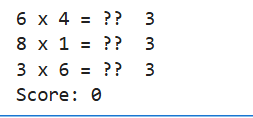 6 x 4 = ?? 3
8 x 1 = ?? 3
3 x 6 = ?? 3
Score: 0